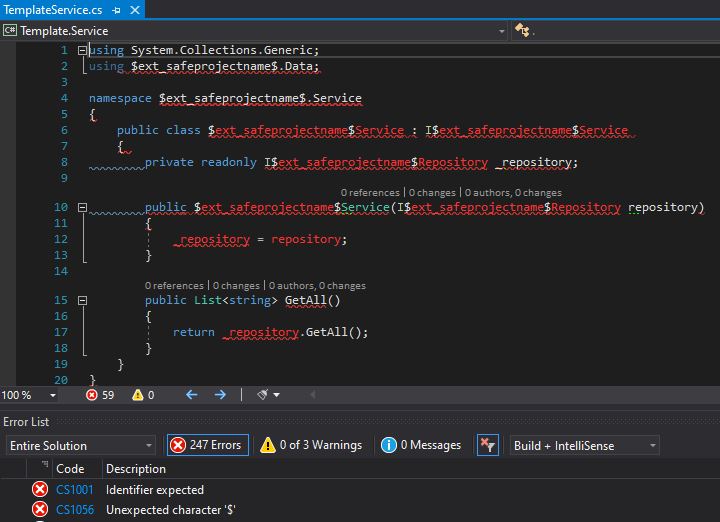 TemplateService.cs
C# Template.Service
1 using System.Collections.Generic;
2 using $ext_safeprojectname$.Data;
3
4 namespace $ext_safeprojectname$.Service
5 {
6 public class $ext_safeprojectname$Service : I$ext_safeprojectname$Service
7 {
8 private readonly I$ext_safeprojectname$Repository _repository;
9
0 references | 0 changes | 0 authors, 0 changes
10 public $ext_safeprojectname$Service(I$ext_safeprojectname$Repository repository)
11 {
12 _repository = repository;
13 }
14
0 references | 0 changes | 0 authors, 0 changes
15 public List<string> GetAll()
16 {
17 return _repository.GetAll();
18 }
19 }
20 }
100 % 59 0
Error List
Entire Solution 247 Errors 0 of 3 Warnings 0 Messages Build + IntelliSense
Code Description
CS1001 Identifier expected
CS1056 Unexpected character '$'